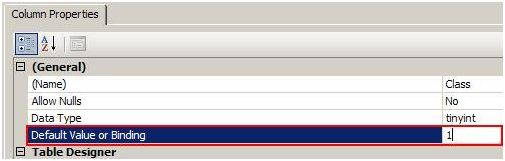 Column Properties
(General)
(Name) Class
Allow Nulls No
Data Type tinyint
Default Value or Binding 1
Table Designer